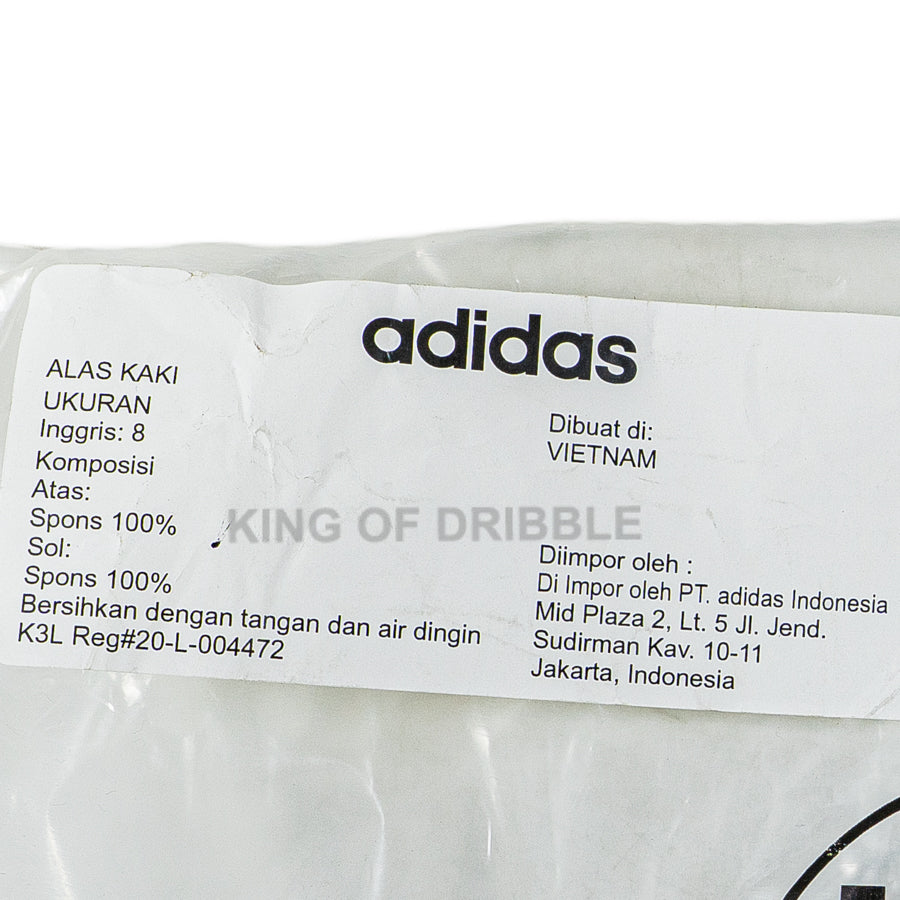 adidas
ALAS KAKI
UKURAN
Inggris: 8
Komposisi
Atas:
Spons 100%
Sol:
Spons 100%
Bersihkan dengan tangan dan air dingin
K3L Reg#20-L-004472
Dibuat di:
VIETNAM
KING OF DRIBBLE
Diimpor oleh :
Di Impor oleh PT. adidas Indonesia
Mid Plaza 2, Lt. 5 Jl. Jend.
Sudirman Kav. 10-11
Jakarta, Indonesia